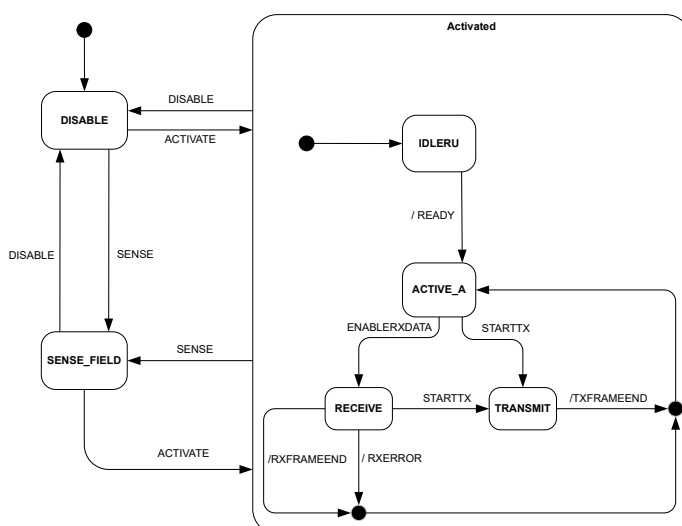 Activated
DISABLE
DISABLE
ACTIVATE
IDLERU
/ READY
DISABLE
SENSE
ACTIVE_A
ENABLERXDATA
STARTTX
SENSE_FIELD
SENSE
RECEIVE
STARTTX
TRANSMIT
/TXFRAMEEND
ACTIVATE
/RXFRAMEEND
/ RXERROR